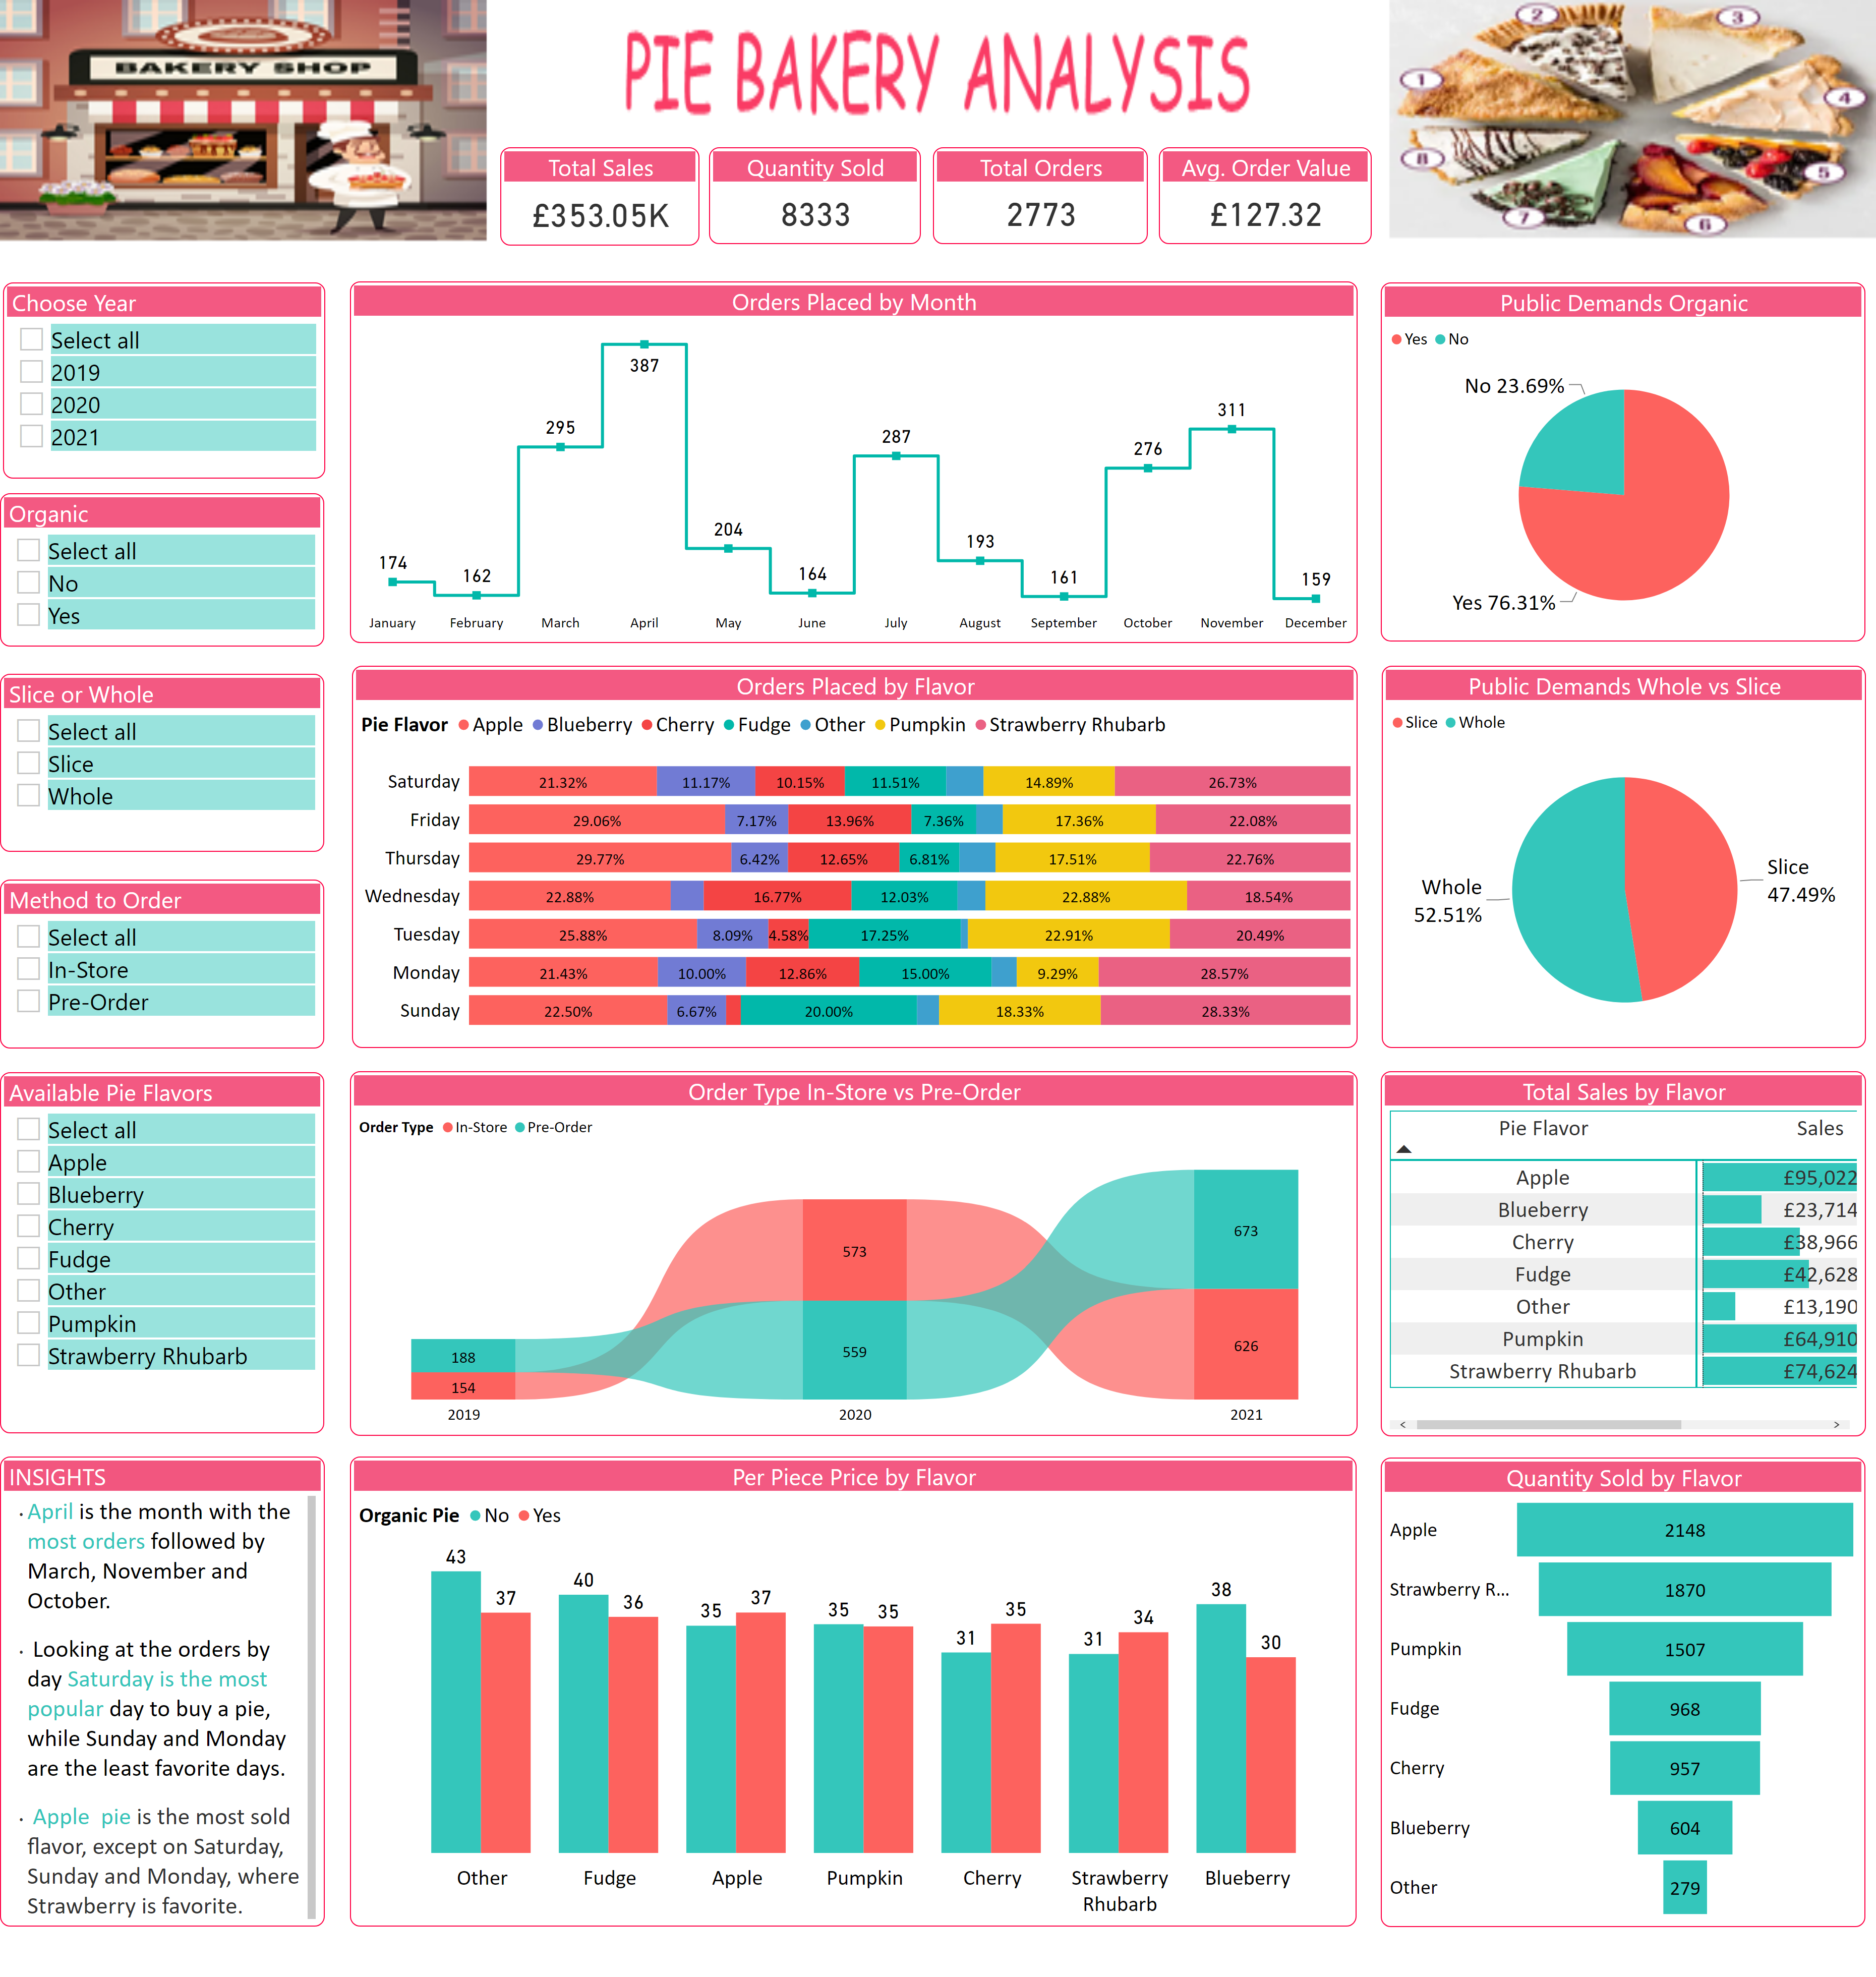 BAKERY SHOP
PIE BAKERY ANALYSIS
1
2
3
4
5
6
7
8
Total Sales
£353.05K
Quantity Sold
8333
Total Orders
2773
Avg. Order Value
£127.32
Choose Year
Select all
2019
2020
2021
Organic
Select all
No
Yes
Slice or Whole
Select all
Slice
Whole
Method to Order
Select all
In-Store
Pre-Order
Available Pie Flavors
Select all
Apple
Blueberry
Cherry
Fudge
Other
Pumpkin
Strawberry Rhubarb
INSIGHTS
· April is the month with the
most orders followed by
March, November and
October.
· Looking at the orders by
day Saturday is the most
popular day to buy a pie,
while Sunday and Monday
are the least favorite days.
· Apple pie is the most sold
flavor, except on Saturday,
Sunday and Monday, where
Strawberry is favorite.
Orders Placed by Month
174 162 295 387 204 164 287 193 161 276 311 159
January February March April May June July August September October November December
Orders Placed by Flavor
Pie Flavor Apple Blueberry Cherry Fudge Other Pumpkin Strawberry Rhubarb
Saturday 21.32% 11.17% 10.15% 11.51% 14.89% 26.73%
Friday 29.06% 7.17% 13.96% 7.36% 17.36% 22.08%
Thursday 29.77% 6.42% 12.65% 6.81% 17.51% 22.76%
Wednesday 22.88% 16.77% 12.03% 22.88% 18.54%
Tuesday 25.88% 8.09% 4.58% 17.25% 22.91% 20.49%
Monday 21.43% 10.00% 12.86% 15.00% 9.29% 28.57%
Sunday 22.50% 6.67% 20.00% 18.33% 28.33%
Order Type In-Store vs Pre-Order
Order Type In-Store Pre-Order
188
154
573
559
673
626
2019 2020 2021
Per Piece Price by Flavor
Organic Pie No Yes
43 37 40 36 35 37 35 35 31 35 31 34 38 30
Other Fudge Apple Pumpkin Cherry Strawberry Rhubarb Blueberry
Public Demands Organic
Yes No
No 23.69%
Yes 76.31%
Public Demands Whole vs Slice
Slice Whole
Slice
47.49%
Whole
52.51%
Total Sales by Flavor
Pie Flavor Sales
Apple £95,022
Blueberry £23,714
Cherry £38,966
Fudge £42,628
Other £13,190
Pumpkin £64,910
Strawberry Rhubarb £74,624
Quantity Sold by Flavor
Apple 2148
Strawberry R... 1870
Pumpkin 1507
Fudge 968
Cherry 957
Blueberry 604
Other 279